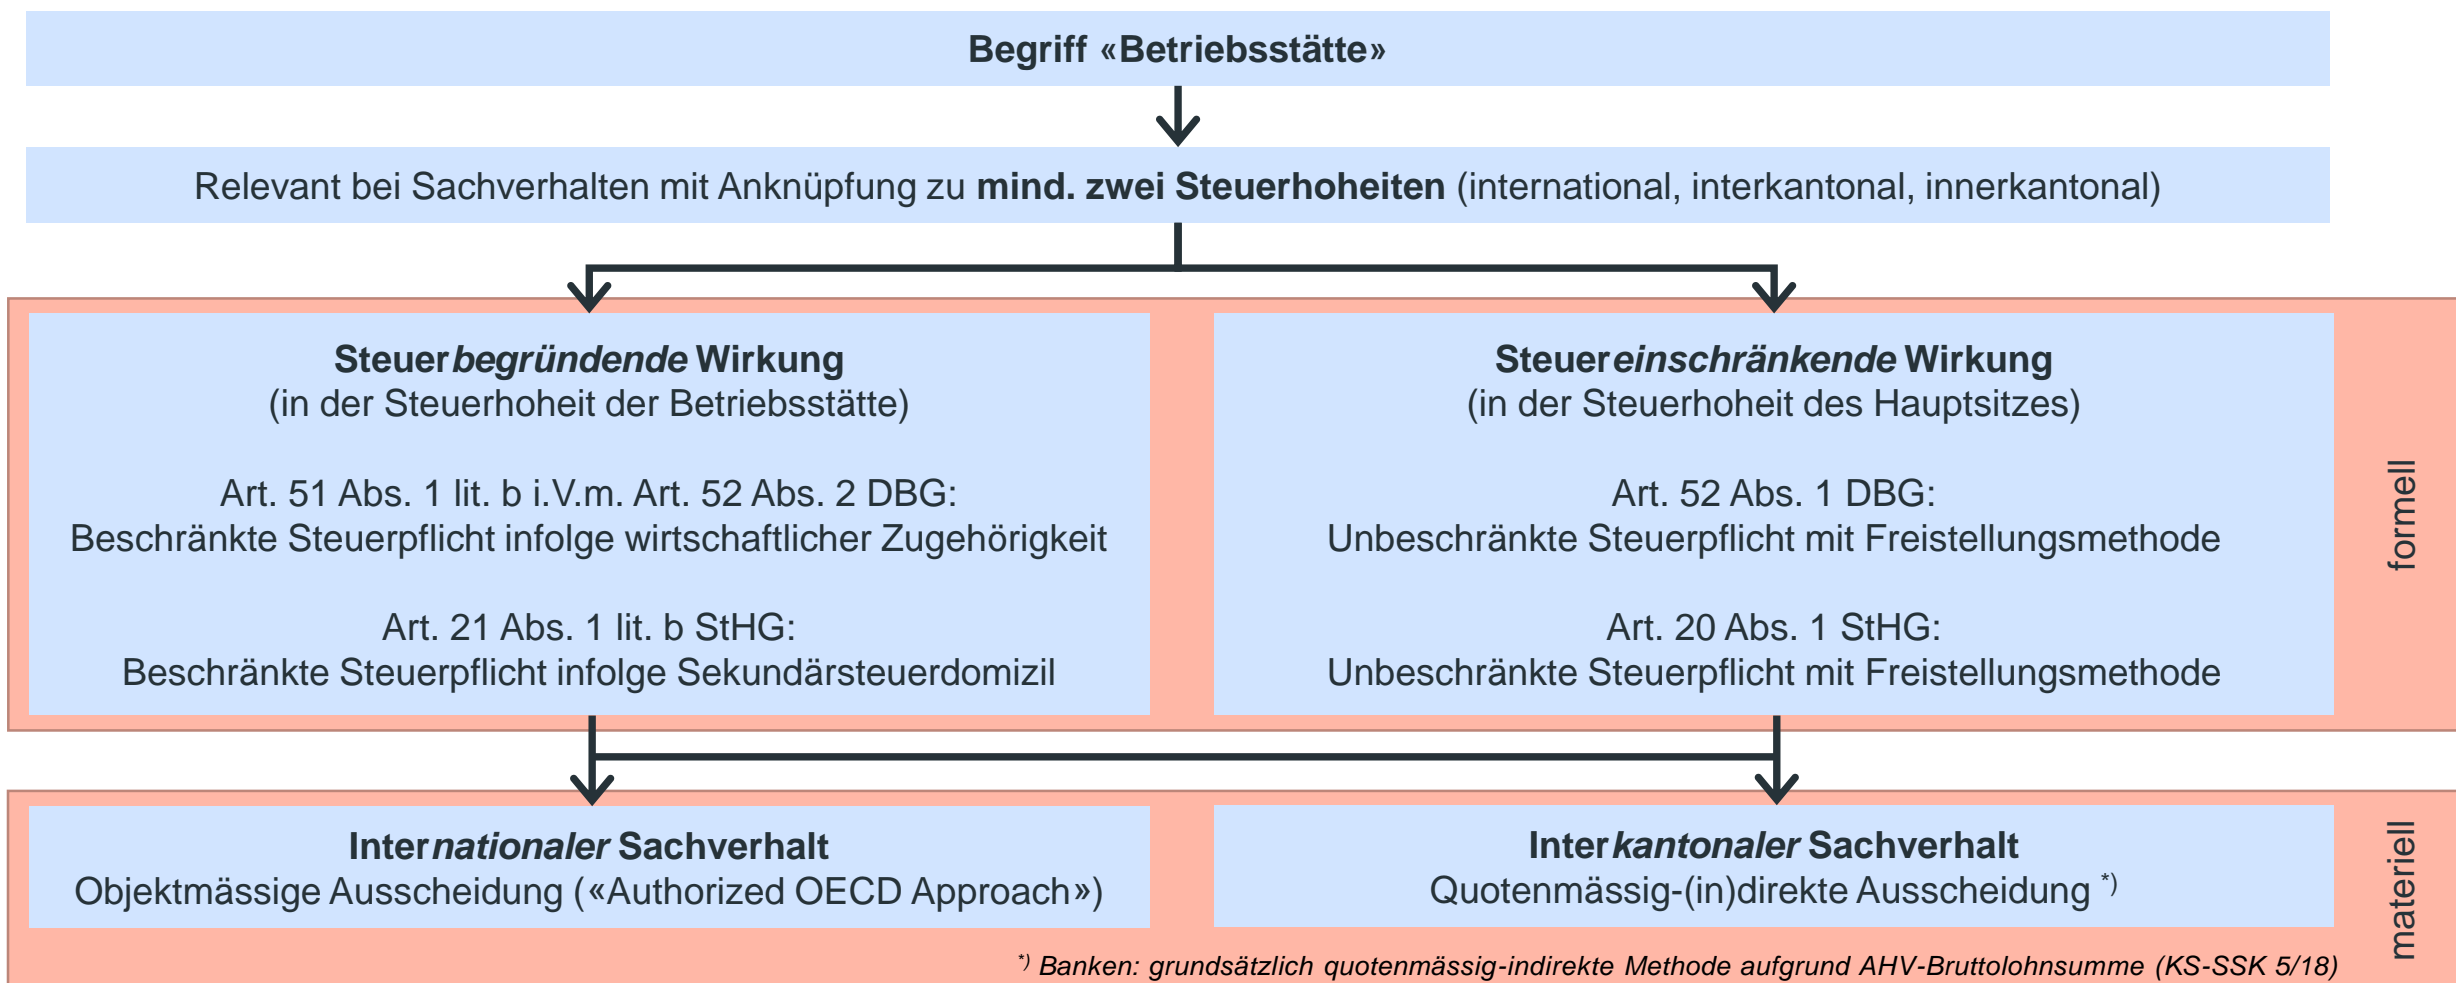 Begriff «Betriebsstätte»
Relevant bei Sachverhalten mit Anknüpfung zu mind. zwei Steuerhoheiten (international, interkantonal, innerkantonal)
Steuerbegründende Wirkung
(in der Steuerhoheit der Betriebsstätte)
Art. 51 Abs. 1 lit. b i.V.m. Art. 52 Abs. 2 DBG:
Beschränkte Steuerpflicht infolge wirtschaftlicher Zugehörigkeit
Art. 21 Abs. 1 lit. b StHG:
Beschränkte Steuerpflicht infolge Sekundärsteuerdomizil
Steuereinschränkende Wirkung
(in der Steuerhoheit des Hauptsitzes)
Art. 52 Abs. 1 DBG:
Unbeschränkte Steuerpflicht mit Freistellungsmethode
Art. 20 Abs. 1 StHG:
Unbeschränkte Steuerpflicht mit Freistellungsmethode
formell
Internationaler Sachverhalt
Objektmässige Ausscheidung («Authorized OECD Approach»)
Interkantonaler Sachverhalt
Quotenmässig-(in)direkte Ausscheidung *)
materiell
*) Banken: grundsätzlich quotenmässig-indirekte Methode aufgrund AHV-Bruttolohnsumme (KS-SSK 5/18)